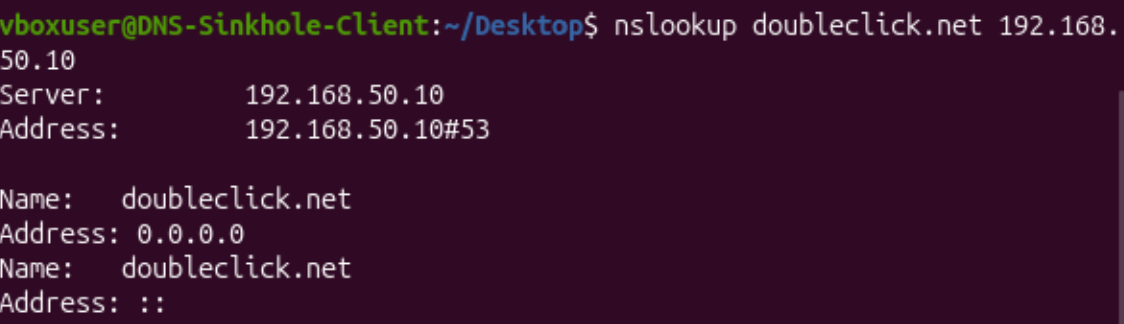 vboxuser@DNS-Sinkhole-Client:~/Desktop$ nslookup doubleclick.net 192.168.
50.10
Server:		192.168.50.10
Address:	192.168.50.10#53

Name:	doubleclick.net
Address: 0.0.0.0
Name:	doubleclick.net
Address: ::